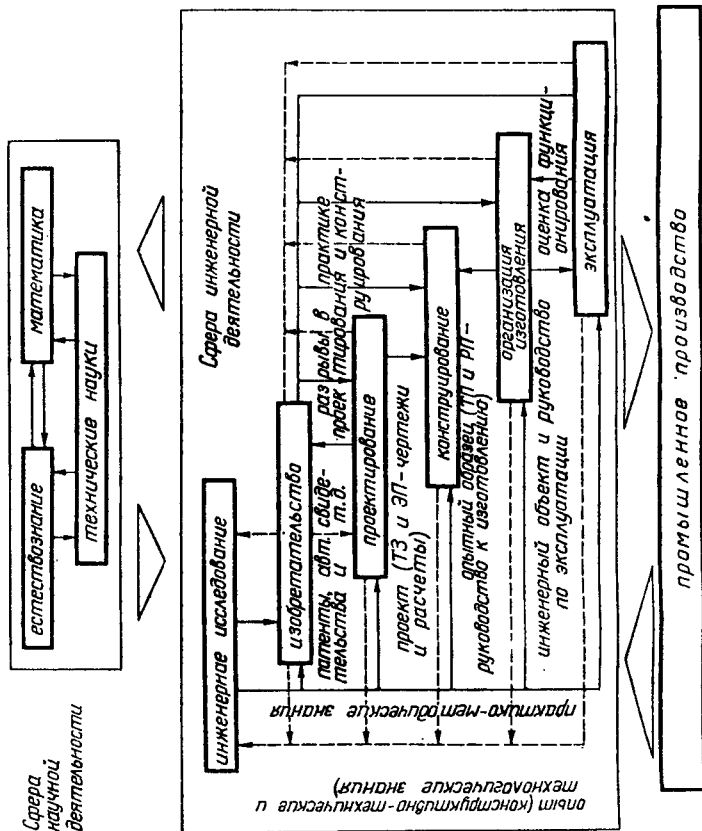 Сфера
научной
деятельности
естествознание
математика
технические науки
Сфера инженерной
деятельности
инженерное исследование
изобретательство
патенты, авт. свиде-
тельства и т.д.
разрывы в практике
проектирования и конст-
руирования
проектирование
проект (ТЗ и ЭП-чертежи
и расчеты)
конструирование
опытный образец (ТП и РП-
руководство к изготовлению)
организация
изготовления
инженерный объект и руководство
по эксплуатации
оценка функци-
онирования
эксплуатация
практико-методические знания
опыт (конструктивно-технические и
технологические знания)
промышленное производство